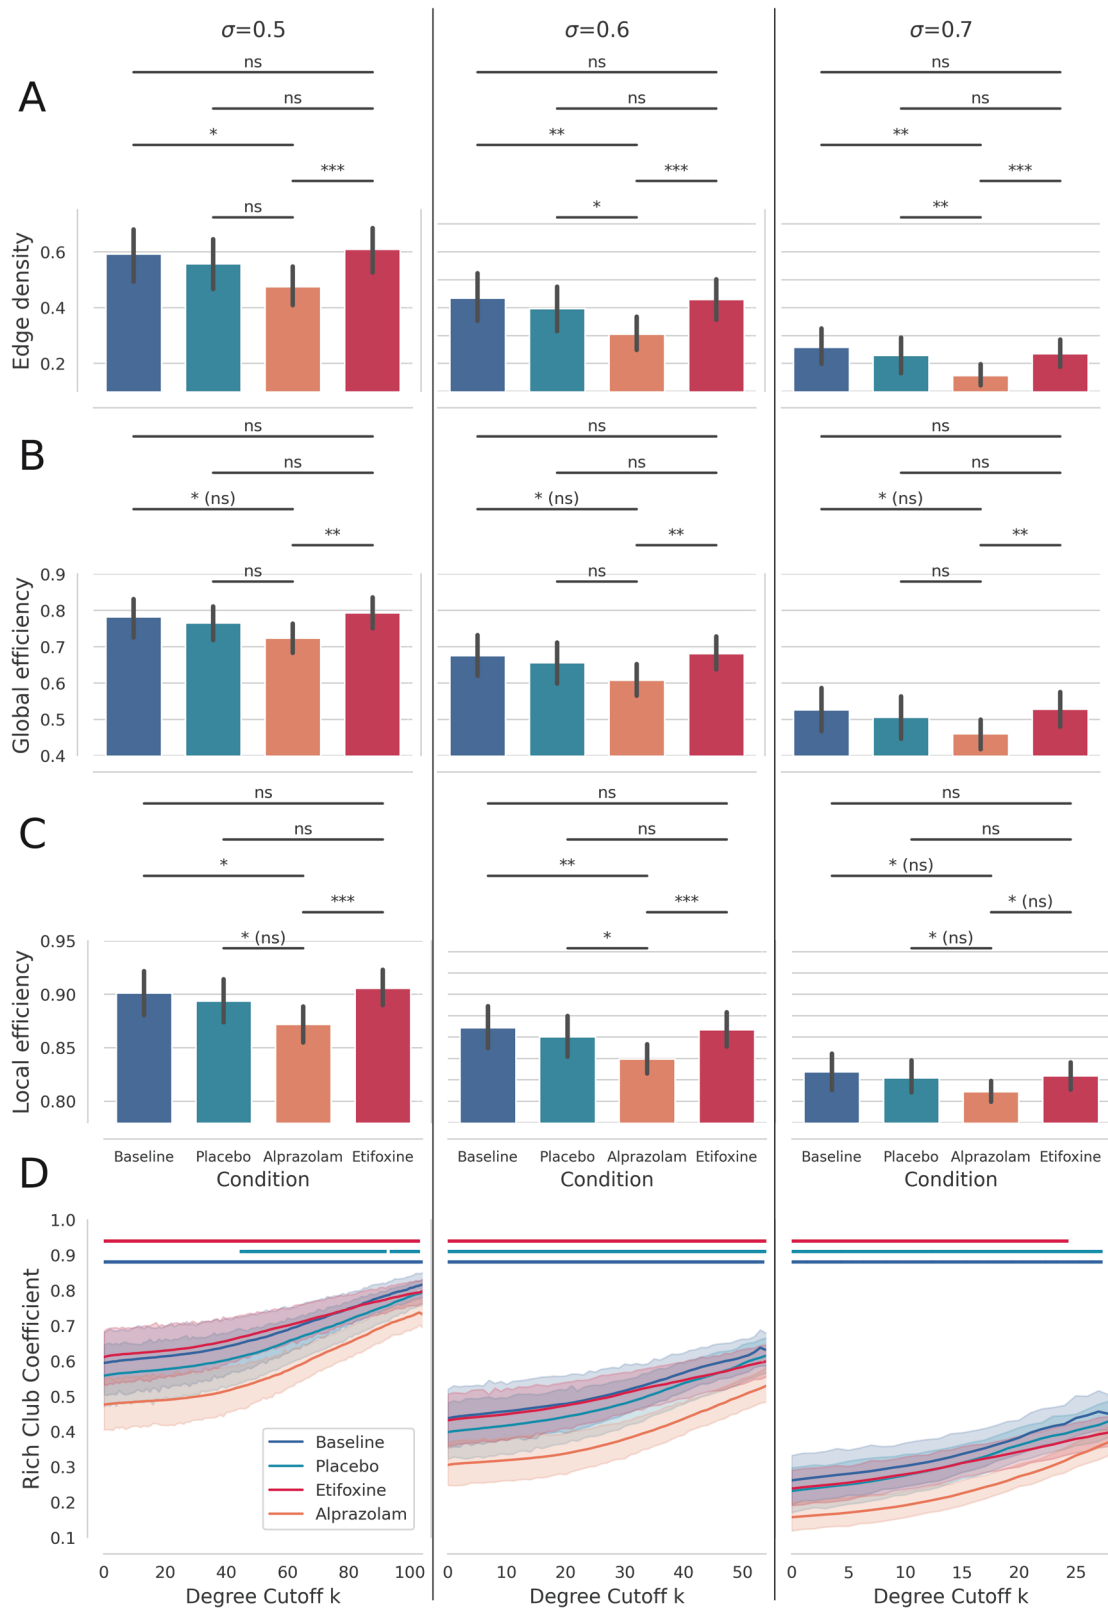 σ=0.5
σ=0.6
σ=0.7
A
ns
ns
*
***
ns
ns
ns
**
***
*
ns
ns
**
***
**
Edge density
0.6
0.4
0.2
B
ns
ns
* (ns)
**
ns
ns
ns
* (ns)
**
ns
ns
ns
* (ns)
**
ns
Global efficiency
0.9
0.8
0.7
0.6
0.5
0.4
C
ns
ns
*
***
* (ns)
ns
ns
**
***
*
ns
ns
* (ns)
* (ns)
* (ns)
Local efficiency
0.95
0.90
0.85
0.80
Baseline Placebo Alprazolam Etifoxine
Condition
Baseline Placebo Alprazolam Etifoxine
Condition
Baseline Placebo Alprazolam Etifoxine
Condition
D
Rich Club Coefficient
1.0
0.9
0.8
0.7
0.6
0.5
0.4
0.3
0.2
0.1
Baseline
Placebo
Etifoxine
Alprazolam
0 20 40 60 80 100
Degree Cutoff k
0 10 20 30 40 50
Degree Cutoff k
0 5 10 15 20 25
Degree Cutoff k